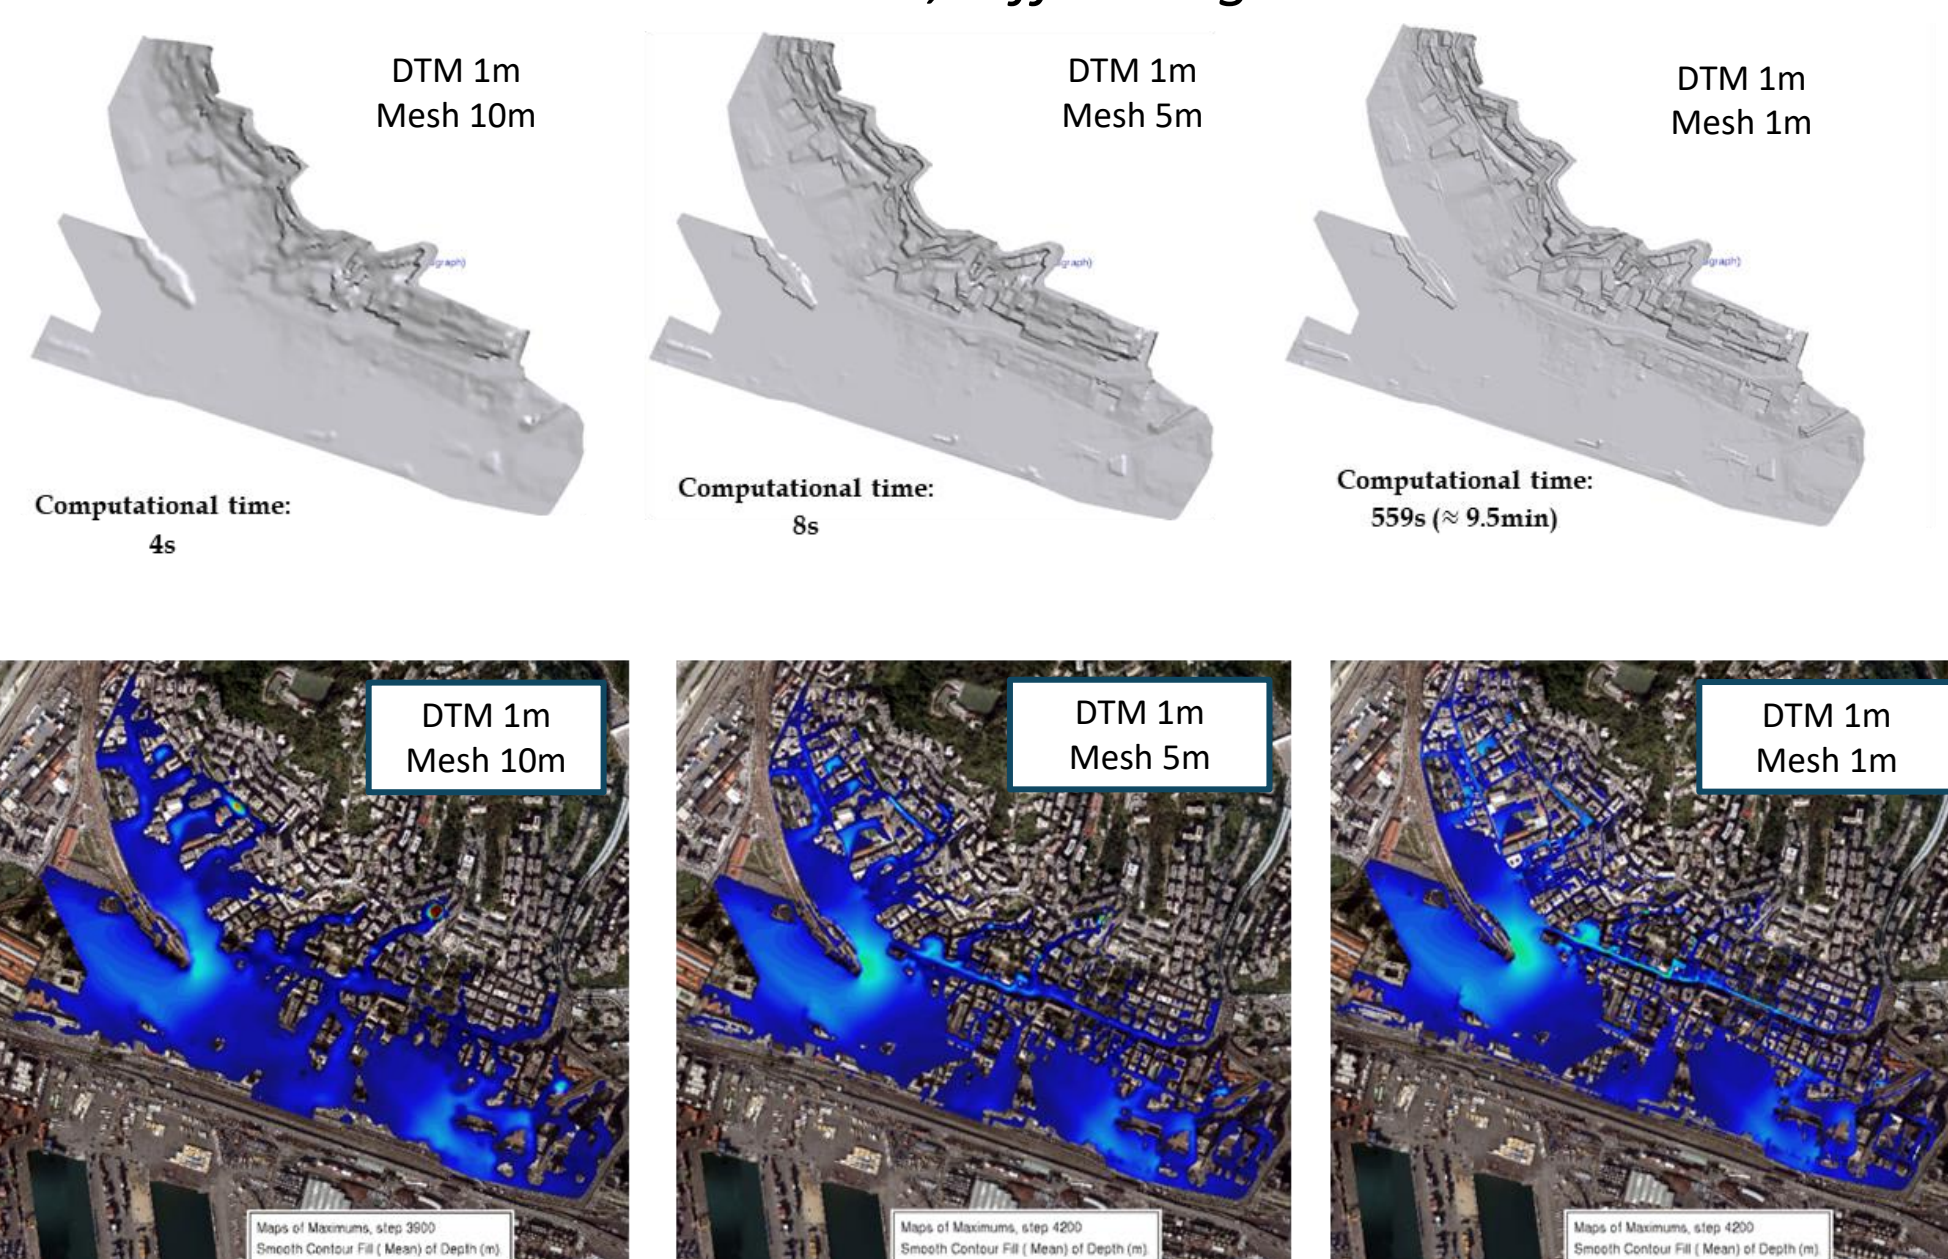 DTM 1m
Mesh 10m
DTM 1m
Mesh 5m
DTM 1m
Mesh 1m
graph)
graph)
graph)
Computational time:
4s
Computational time:
8s
Computational time:
559s (≈ 9.5min)
DTM 1m
Mesh 10m
DTM 1m
Mesh 5m
DTM 1m
Mesh 1m
Maps of Maximums, step 3900
Smooth Contour Fill ( Mean) of Depth (m).
Maps of Maximums, step 4200
Smooth Contour Fill ( Mean) of Depth (m).
Maps of Maximums, step 4200
Smooth Contour Fill ( Mean) of Depth (m).